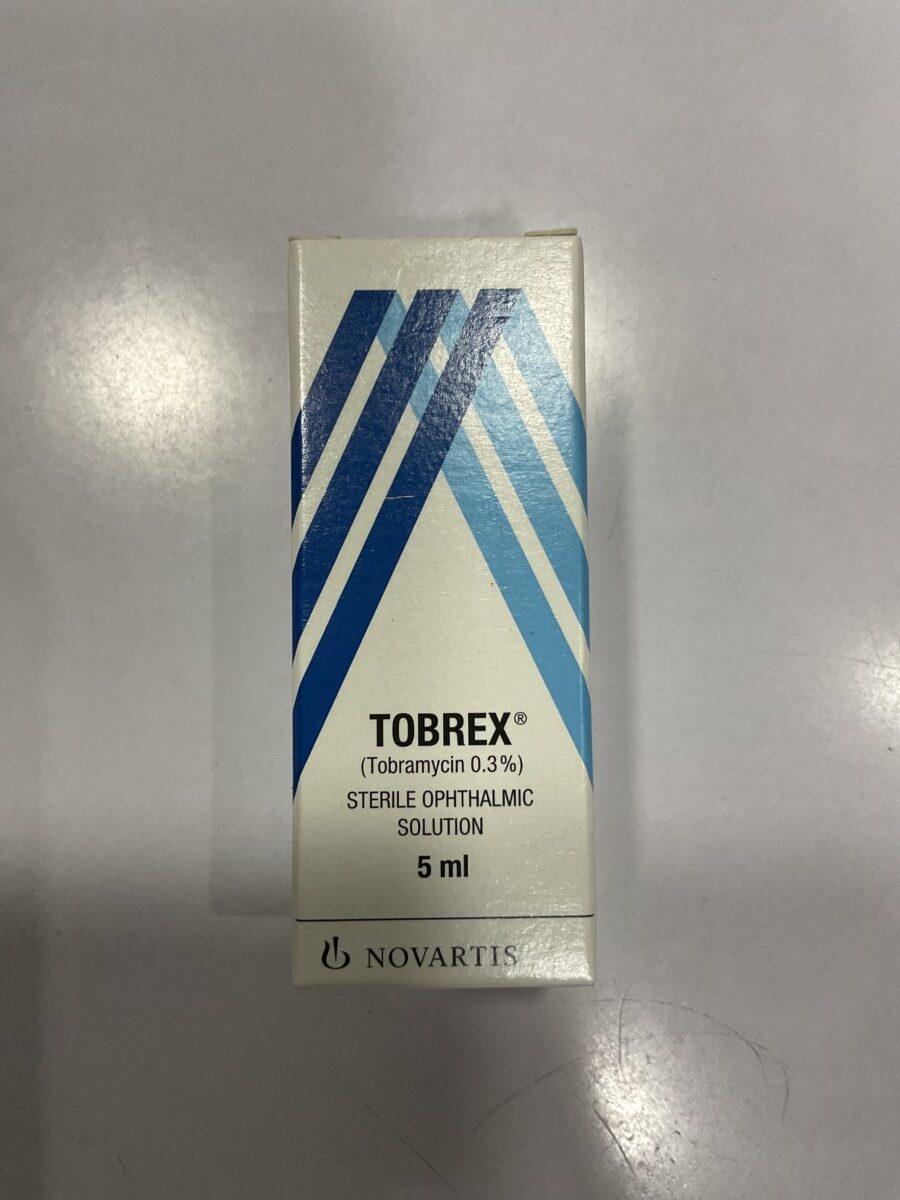 TOBREX®
(Tobramycin 0.3%)
STERILE OPHTHALMIC
SOLUTION
5 ml
NOVARTIS